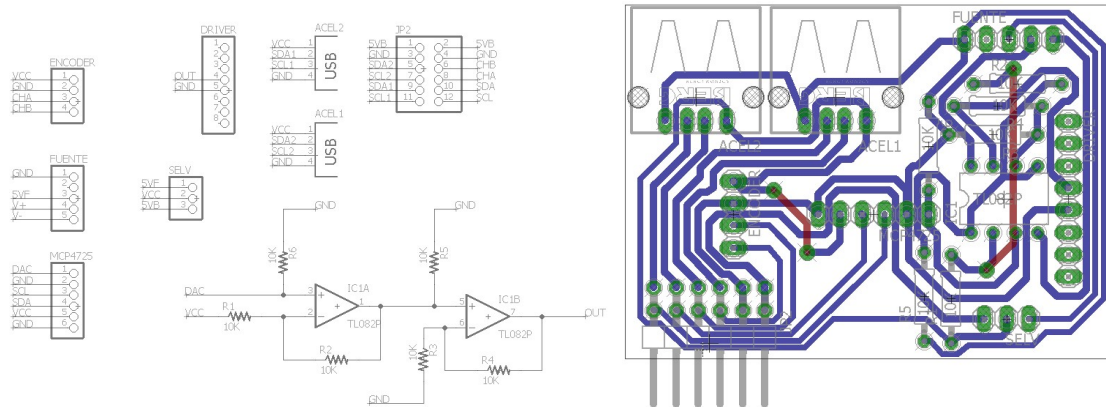 ENCODER
VCC 1
GND 2
CHA 3
CHB 4
FUENTE
GND 1
2
5VF 3
V+ 4
V- 5
MCP4725
DAC 1
GND 2
SCL 3
SDA 4
VCC 5
GND 6
DRIVER
1
2
3
OUT 4
GND 5
6
7
8
SELV
5VF 1
VCC 2
5VB 3
ACEL2
VCC 1
SDA1 2
SCL1 3
GND 4
USB
ACEL1
VCC 1
SDA2 2
SCL2 3
GND 4
USB
JP2
5VB 1 2 5VB
GND 3 4 GND
SDA2 5 6 CHB
SCL2 7 8 CHA
SDA1 9 10 SDA
SCL1 11 12 SCL
GND
GND
10K R6
10K R5
DAC
VCC
R1
10K
3
2
1
IC1A
TL082P
R2
10K
5
6
7
IC1B
TL082P
OUT
10K R3
R4
10K
GND
FUENTE
ACEL2
ACEL1
ENCODER
10K
TL082P
IC1
SELV